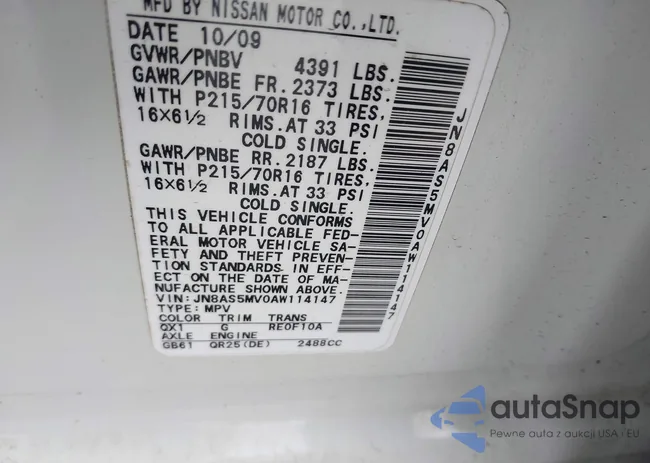 MFD BY NISSAN MOTOR CO.,LTD.
DATE 10/09
GVWR/PNBV 4391 LBS.
GAWR/PNBE FR. 2373 LBS.
WITH P215/70R16 TIRES,
16X6½ RIMS.AT 33 PSI
COLD SINGLE.
GAWR/PNBE RR. 2187 LBS.
WITH P215/70R16 TIRES,
16X6½ RIMS.AT 33 PSI
COLD SINGLE.
THIS VEHICLE CONFORMS
TO ALL APPLICABLE FED-
ERAL MOTOR VEHICLE SA-
FETY AND THEFT PREVEN-
TION STANDARDS IN EFF-
ECT ON THE DATE OF MA-
NUFACTURE SHOWN ABOVE.
VIN: JN8AS5MV0AW114147
TYPE: MPV
COLOR TRIM TRANS
QX1 G RE0F10A
AXLE ENGINE
GB61 QR25(DE) 2488CC
JN8AS5MV0AW114147
autaSnap
Pewne auta z aukcji USA i EU